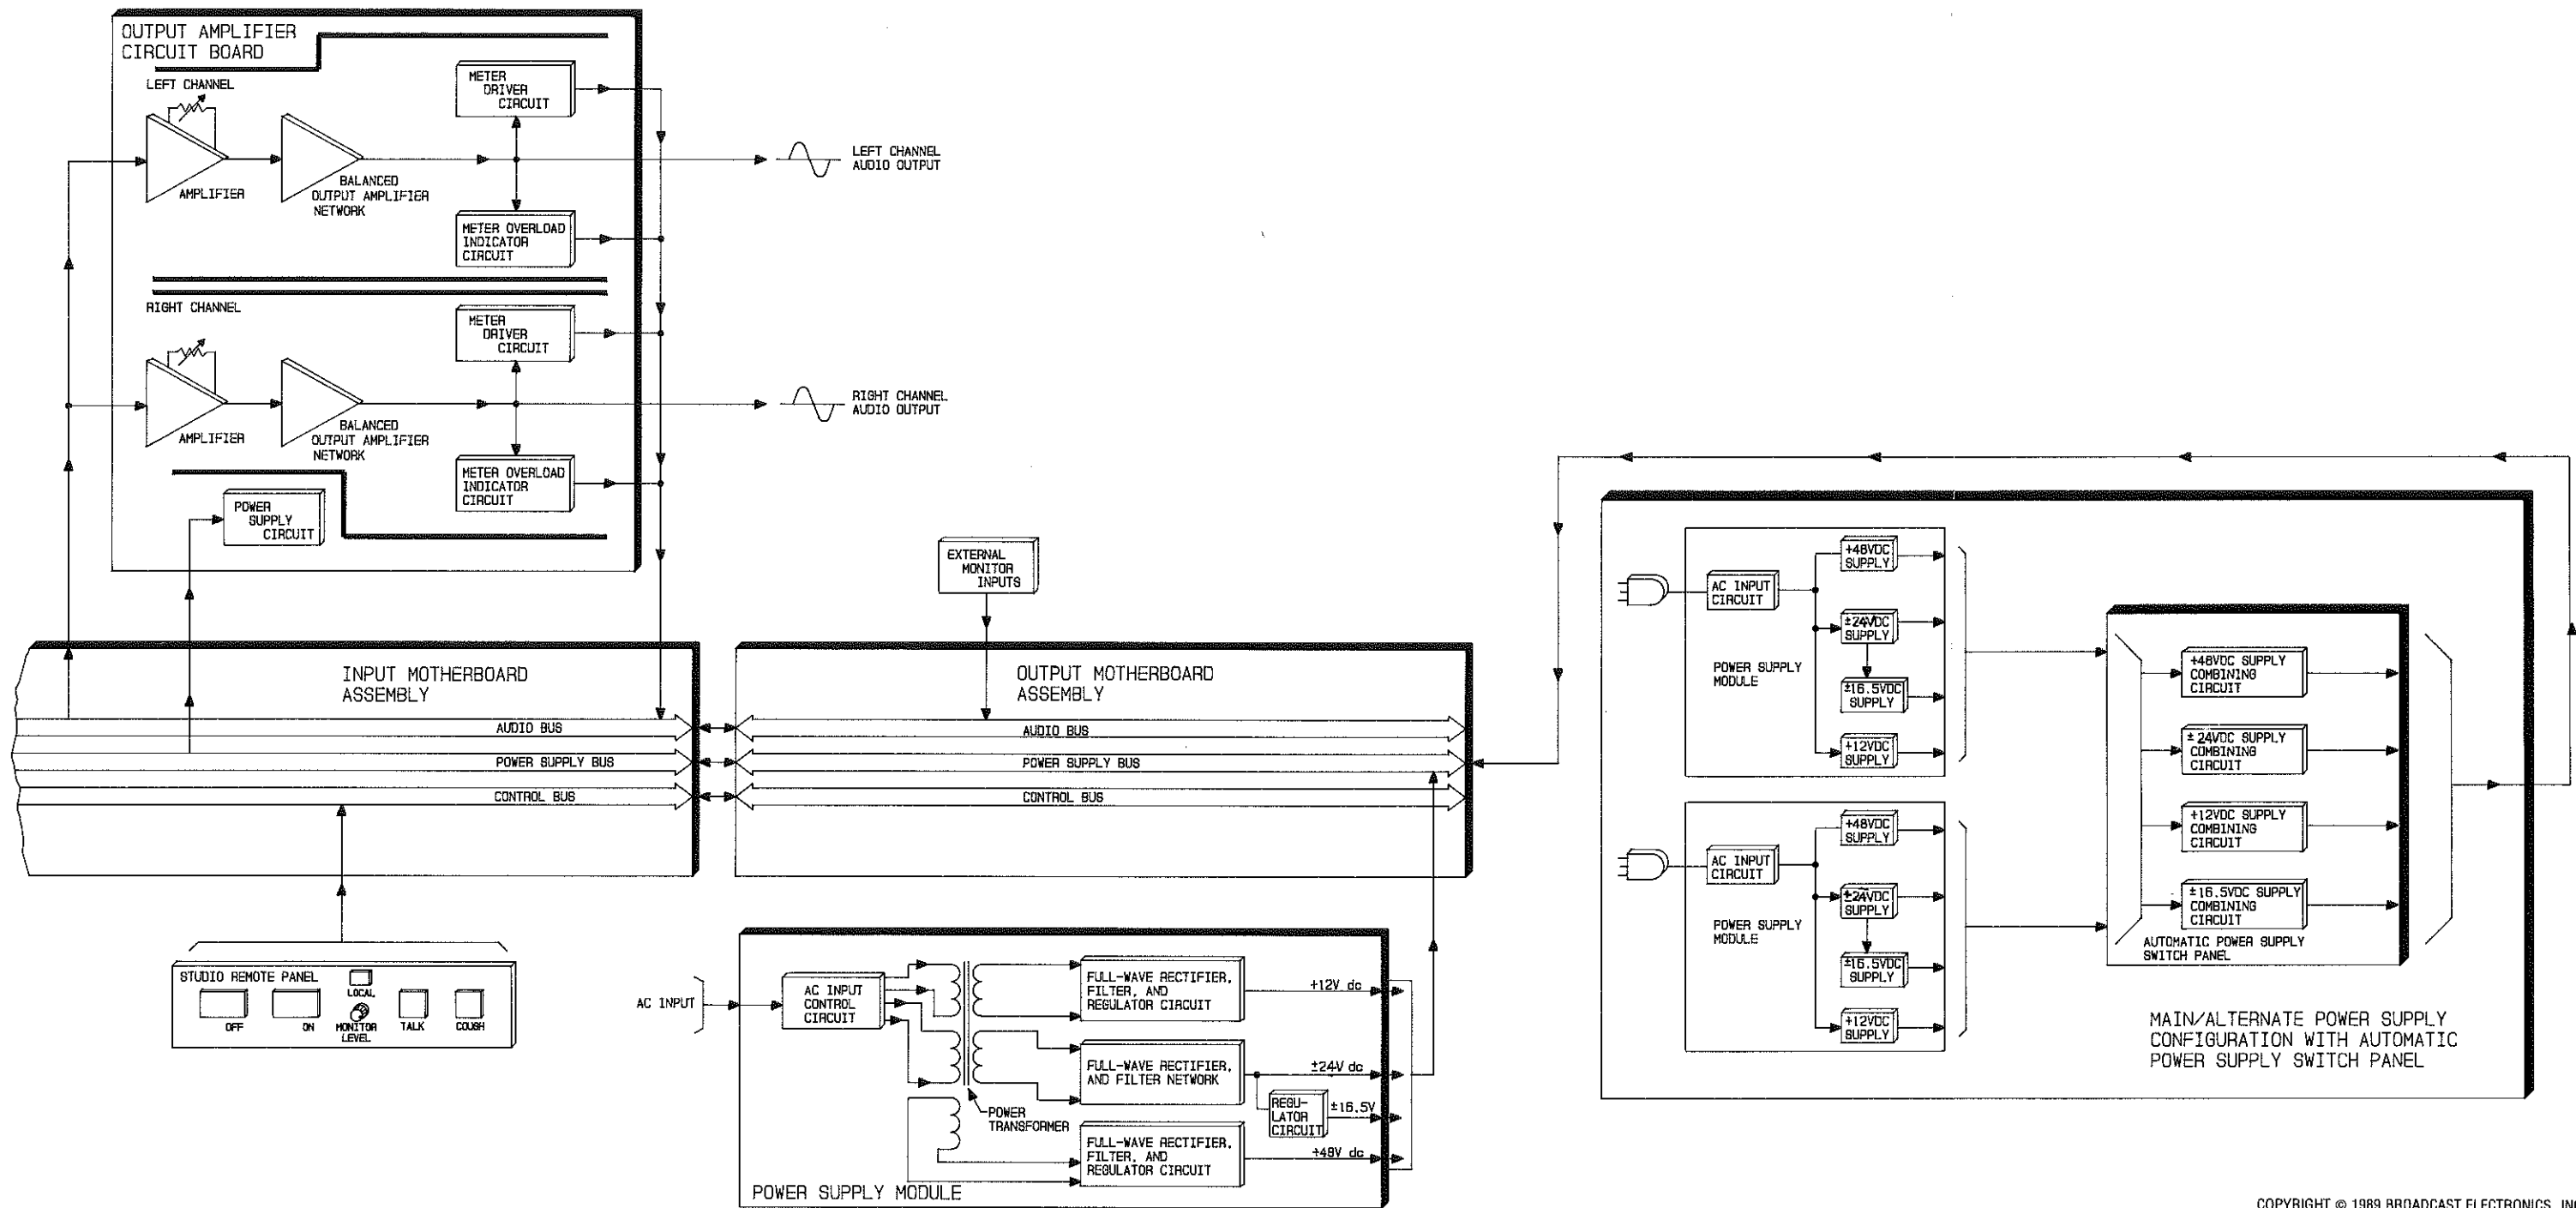 OUTPUT AMPLIFIER
CIRCUIT BOARD
LEFT CHANNEL
AMPLIFIER
BALANCED
OUTPUT AMPLIFIER
NETWORK
METER
DRIVER
CIRCUIT
METER OVERLOAD
INDICATOR
CIRCUIT
LEFT CHANNEL
AUDIO OUTPUT
RIGHT CHANNEL
AMPLIFIER
BALANCED
OUTPUT AMPLIFIER
NETWORK
METER
DRIVER
CIRCUIT
METER OVERLOAD
INDICATOR
CIRCUIT
RIGHT CHANNEL
AUDIO OUTPUT
POWER
SUPPLY
CIRCUIT
EXTERNAL
MONITOR
INPUTS
INPUT MOTHERBOARD
ASSEMBLY
AUDIO BUS
POWER SUPPLY BUS
CONTROL BUS
OUTPUT MOTHERBOARD
ASSEMBLY
AUDIO BUS
POWER SUPPLY BUS
CONTROL BUS
STUDIO REMOTE PANEL
OFF
ON
LOCAL
MONITOR
LEVEL
TALK
COUGH
AC INPUT
AC INPUT
CONTROL
CIRCUIT
POWER
TRANSFORMER
FULL-WAVE RECTIFIER,
FILTER, AND
REGULATOR CIRCUIT
+12V dc
FULL-WAVE RECTIFIER,
AND FILTER NETWORK
±24V dc
REGU-
LATOR
CIRCUIT
±16.5V
FULL-WAVE RECTIFIER,
FILTER, AND
REGULATOR CIRCUIT
+48V dc
POWER SUPPLY MODULE
AC INPUT
CIRCUIT
+48VDC
SUPPLY
±24VDC
SUPPLY
±16.5VDC
SUPPLY
+12VDC
SUPPLY
POWER SUPPLY
MODULE
AC INPUT
CIRCUIT
+48VDC
SUPPLY
±24VDC
SUPPLY
±16.5VDC
SUPPLY
+12VDC
SUPPLY
POWER SUPPLY
MODULE
+48VDC SUPPLY
COMBINING
CIRCUIT
±24VDC SUPPLY
COMBINING
CIRCUIT
+12VDC SUPPLY
COMBINING
CIRCUIT
±16.5VDC SUPPLY
COMBINING
CIRCUIT
AUTOMATIC POWER SUPPLY
SWITCH PANEL
MAIN/ALTERNATE POWER SUPPLY
CONFIGURATION WITH AUTOMATIC
POWER SUPPLY SWITCH PANEL
COPYRIGHT © 1989 BROADCAST ELECTRONICS, INC